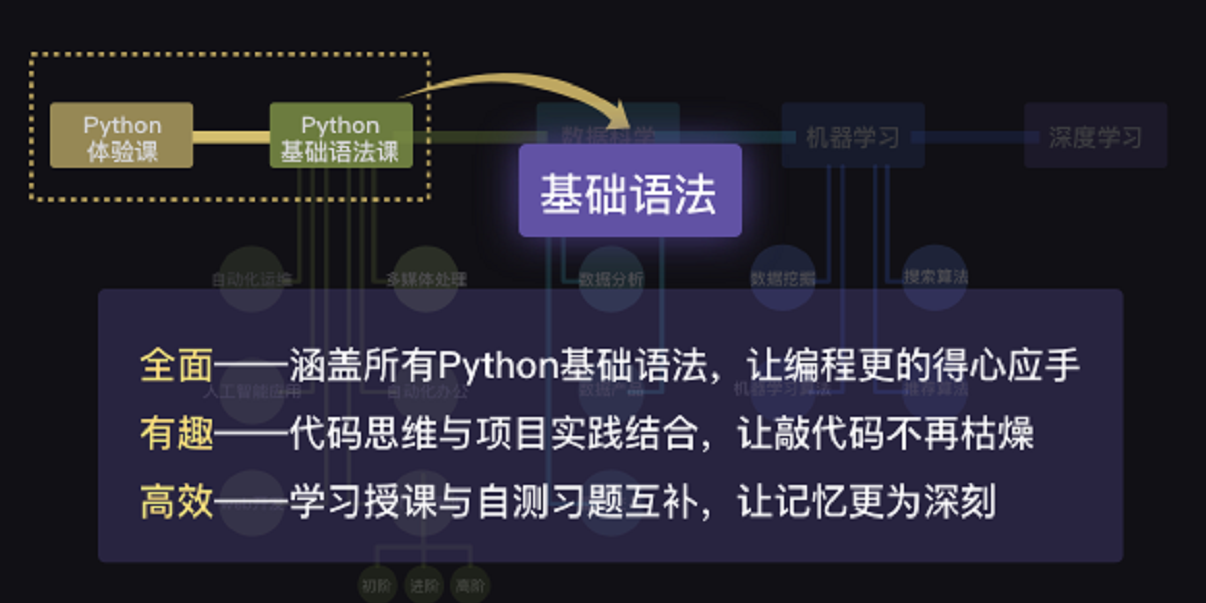 Python
体验课
Python
基础语法课
数据科学
机器学习
深度学习
基础语法
自动化运维
多媒体处理
数据分析
数据挖掘
搜索算法
全面——涵盖所有Python基础语法，让编程更的得心应手
人工智能应用
自动化办公
数据产品
机器学习算法
推荐算法
有趣——代码思维与项目实践结合，让敲代码不再枯燥
高效——学习授课与自测习题互补，让记忆更为深刻
初阶
进阶
高阶